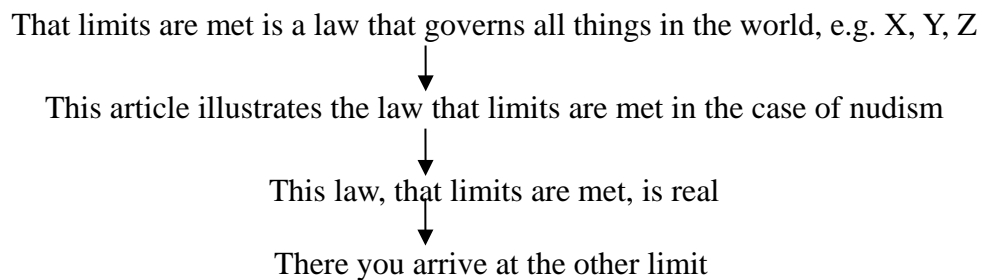 That limits are met is a law that governs all things in the world, e.g. X, Y, Z
This article illustrates the law that limits are met in the case of nudism
This law, that limits are met, is real
There you arrive at the other limit